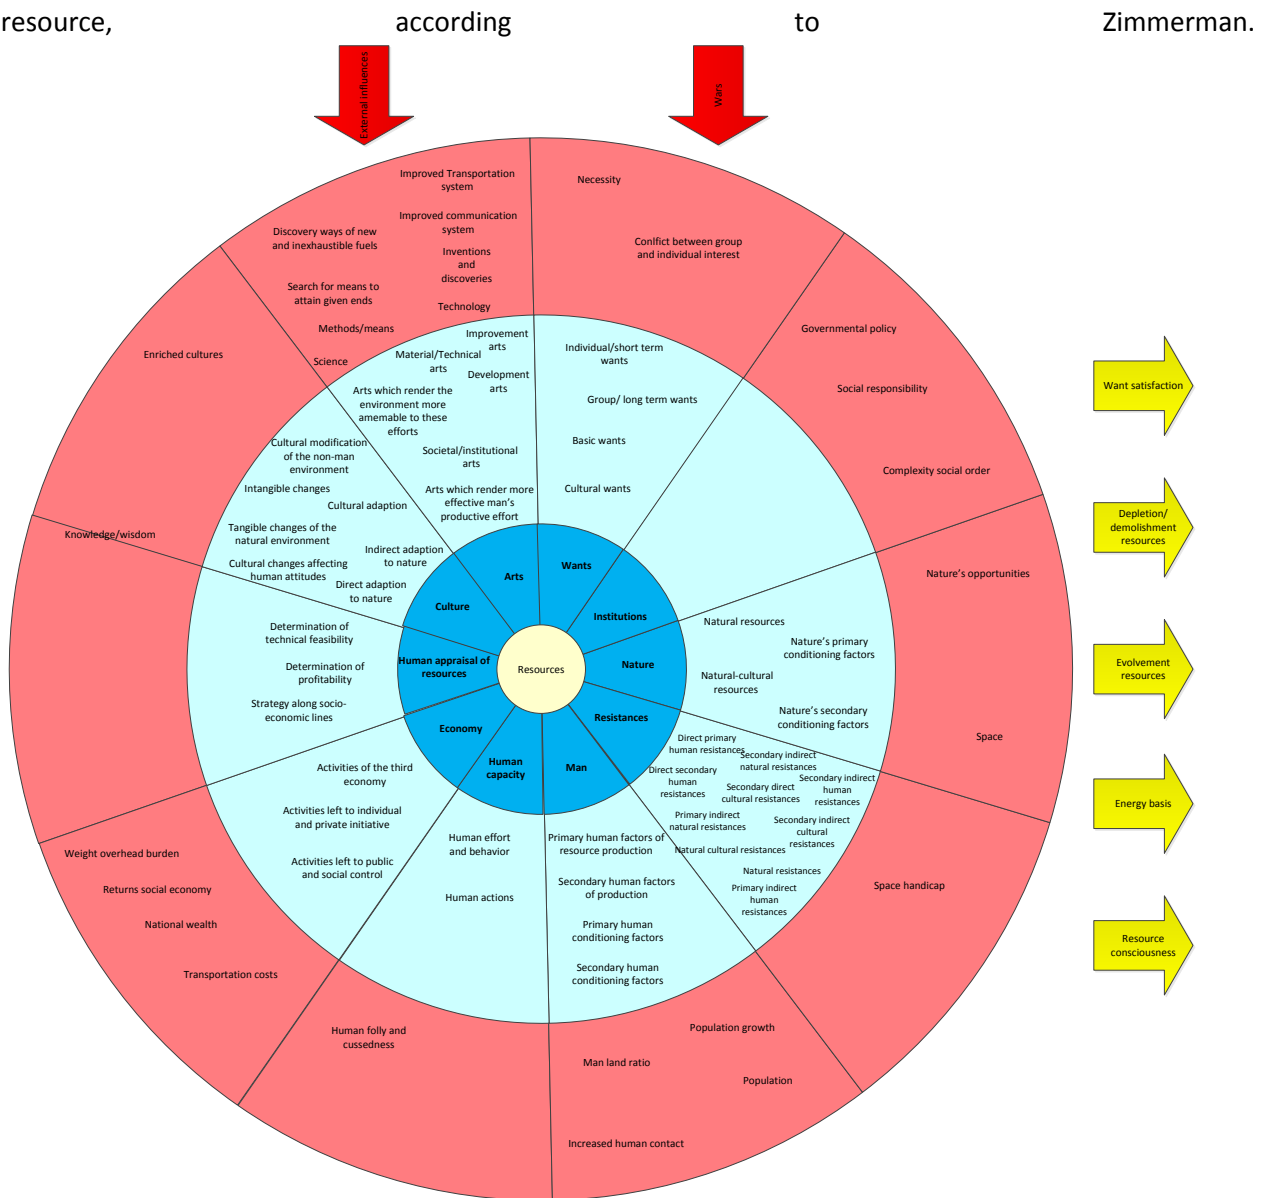 resource, according to Zimmerman.
External influences
Wars
Improved Transportation
system
Improved communication
system
Discovery ways of new
and inexhaustible fuels
Inventions
and
discoveries
Search for means to
attain given ends
Technology
Methods/means
Science
Necessity
Conlfict between group
and individual interest
Governmental policy
Social responsibility
Complexity social order
Nature's opportunities
Space
Space handicap
Population growth
Man land ratio
Population
Increased human contact
Human folly and
cussedness
Weight overhead burden
Returns social economy
National wealth
Transportation costs
Knowledge/wisdom
Enriched cultures
Improvement
arts
Material/Technical
arts
Development
arts
Arts which render the
environment more
amemable to these
efforts
Societal/institutional
arts
Arts which render more
effective man's
productive effort
Individual/short term
wants
Group/ long term wants
Basic wants
Cultural wants
Natural resources
Nature's primary
conditioning factors
Natural-cultural
resources
Nature's secondary
conditioning factors
Direct primary
human resistances
Secondary indirect
natural resistances
Direct secondary
human
resistances
Secondary indirect
human
resistances
Secondary direct
cultural resistances
Primary indirect
natural resistances
Secondary indirect
cultural
resistances
Natural cultural resistances
Natural resistances
Primary indirect
human
resistances
Primary human factors of
resource production
Secondary human factors
of production
Primary human
conditioning factors
Secondary human
conditioning factors
Human effort
and behavior
Human actions
Activities of the third
economy
Activities left to individual
and private initiative
Activities left to public
and social control
Determination of
technical feasibility
Determination of
profitability
Strategy along socio-
economic lines
Cultural modification
of the non-man
environment
Intangible changes
Cultural adaption
Tangible changes of the
natural environment
Indirect adaption
to nature
Cultural changes affecting
human attitudes
Direct adaption
to nature
Arts
Wants
Institutions
Nature
Resistances
Man
Human
capacity
Economy
Human appraisal of
resources
Culture
Resources
Want satisfaction
Depletion/
demolishment
resources
Evolvement
resources
Energy basis
Resource
consciousness